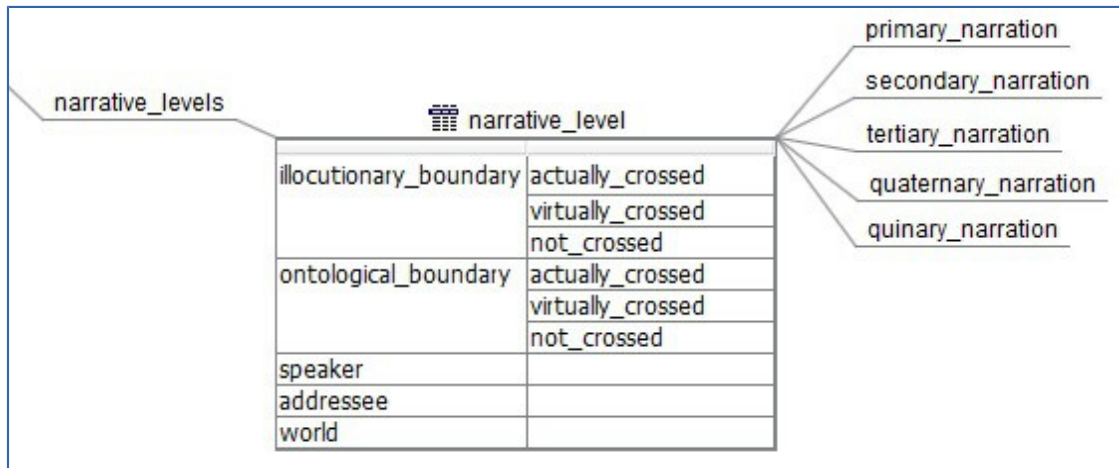 primary_narration
secondary_narration
narrative_levels
narrative_level
tertiary_narration
illocutionary_boundary actually_crossed
quaternary_narration
virtually_crossed
quinary_narration
not_crossed
ontological_boundary actually_crossed
virtually_crossed
not_crossed
speaker
addressee
world